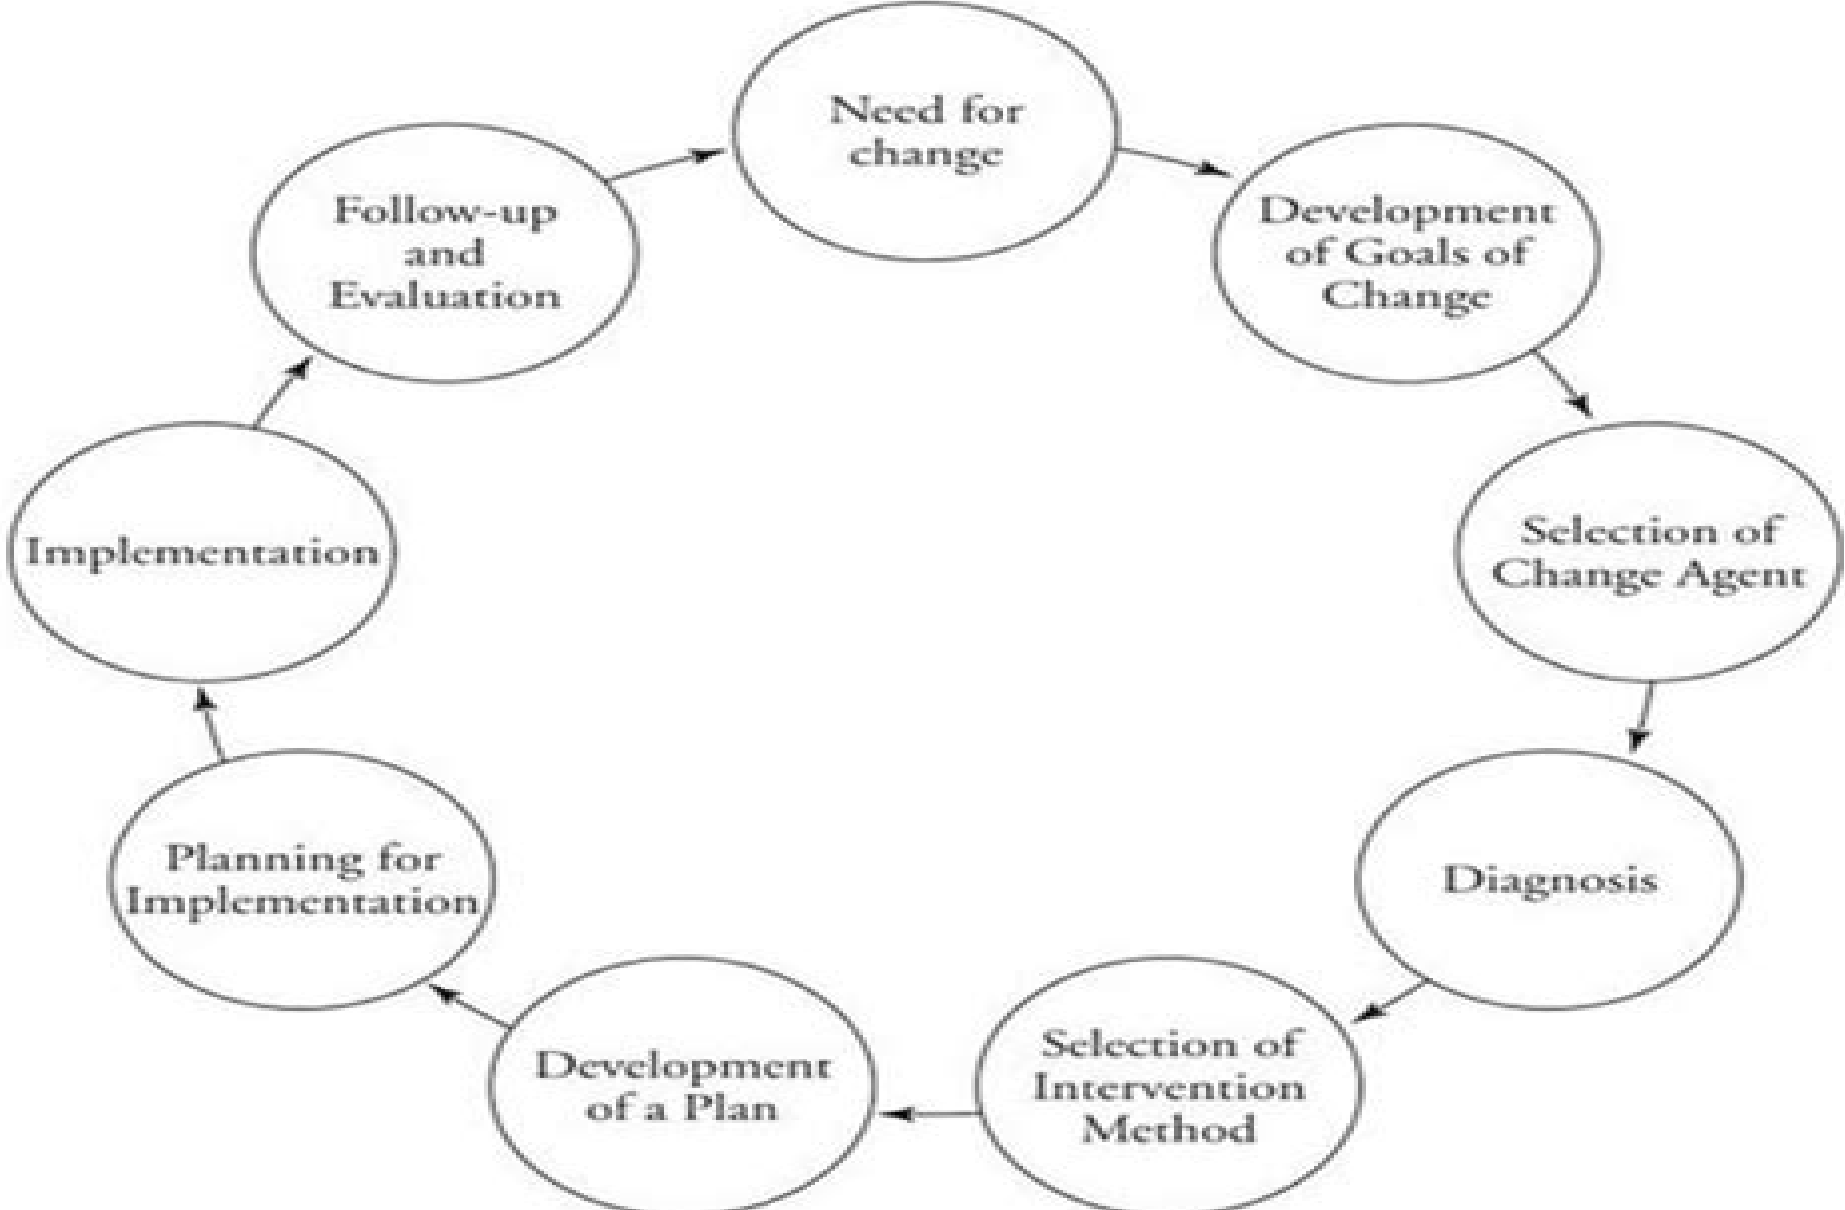 Need for
change
Development
of Goals of
Change
Selection of
Change Agent
Diagnosis
Selection of
Intervention
Method
Development
of a Plan
Planning for
Implementation
Implementation
Follow-up
and
Evaluation